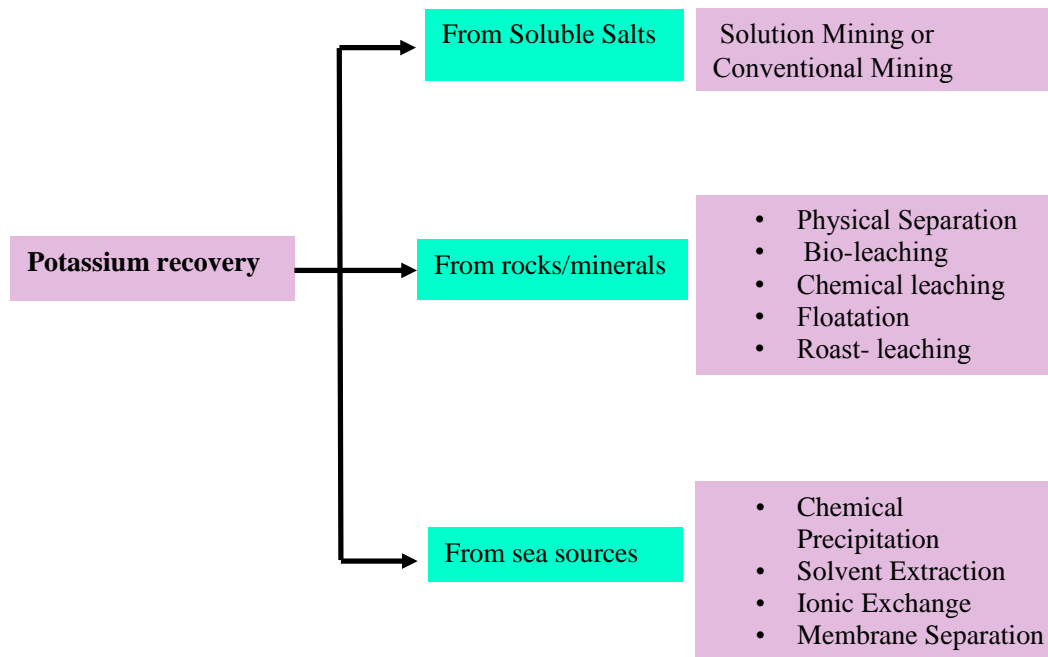 From Soluble Salts
Solution Mining or
Conventional Mining
Potassium recovery
From rocks/minerals
• Physical Separation
• Bio-leaching
• Chemical leaching
• Floatation
• Roast- leaching
From sea sources
• Chemical
Precipitation
• Solvent Extraction
• Ionic Exchange
• Membrane Separation